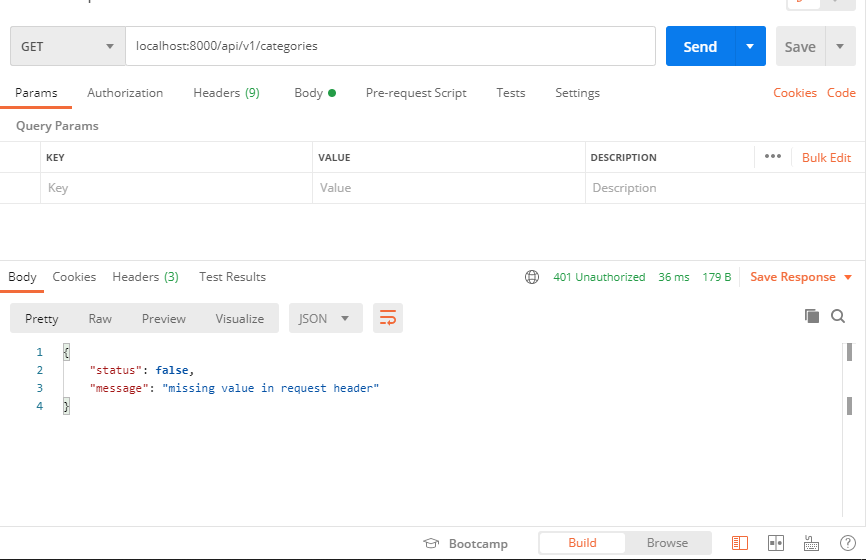 GET localhost:8000/api/v1/categories Send Save
Params Authorization Headers (9) Body Pre-request Script Tests Settings Cookies Code
Query Params
KEY VALUE DESCRIPTION ••• Bulk Edit
Key Value Description
Body Cookies Headers (3) Test Results 401 Unauthorized 36 ms 179 B Save Response
Pretty Raw Preview Visualize JSON
1 {
2 "status": false,
3 "message": "missing value in request header"
4 }
Bootcamp Build Browse ?